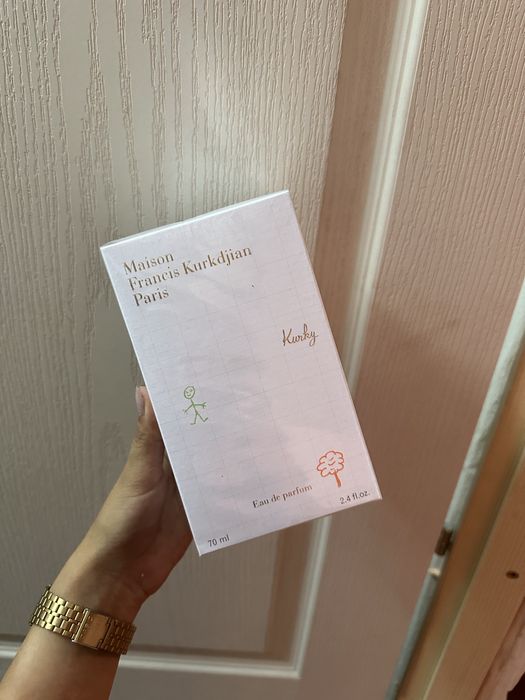 Maison
Francis Kurkdjian
Paris
Kurky
Eau de parfum
70 ml
2.4 fl.oz.